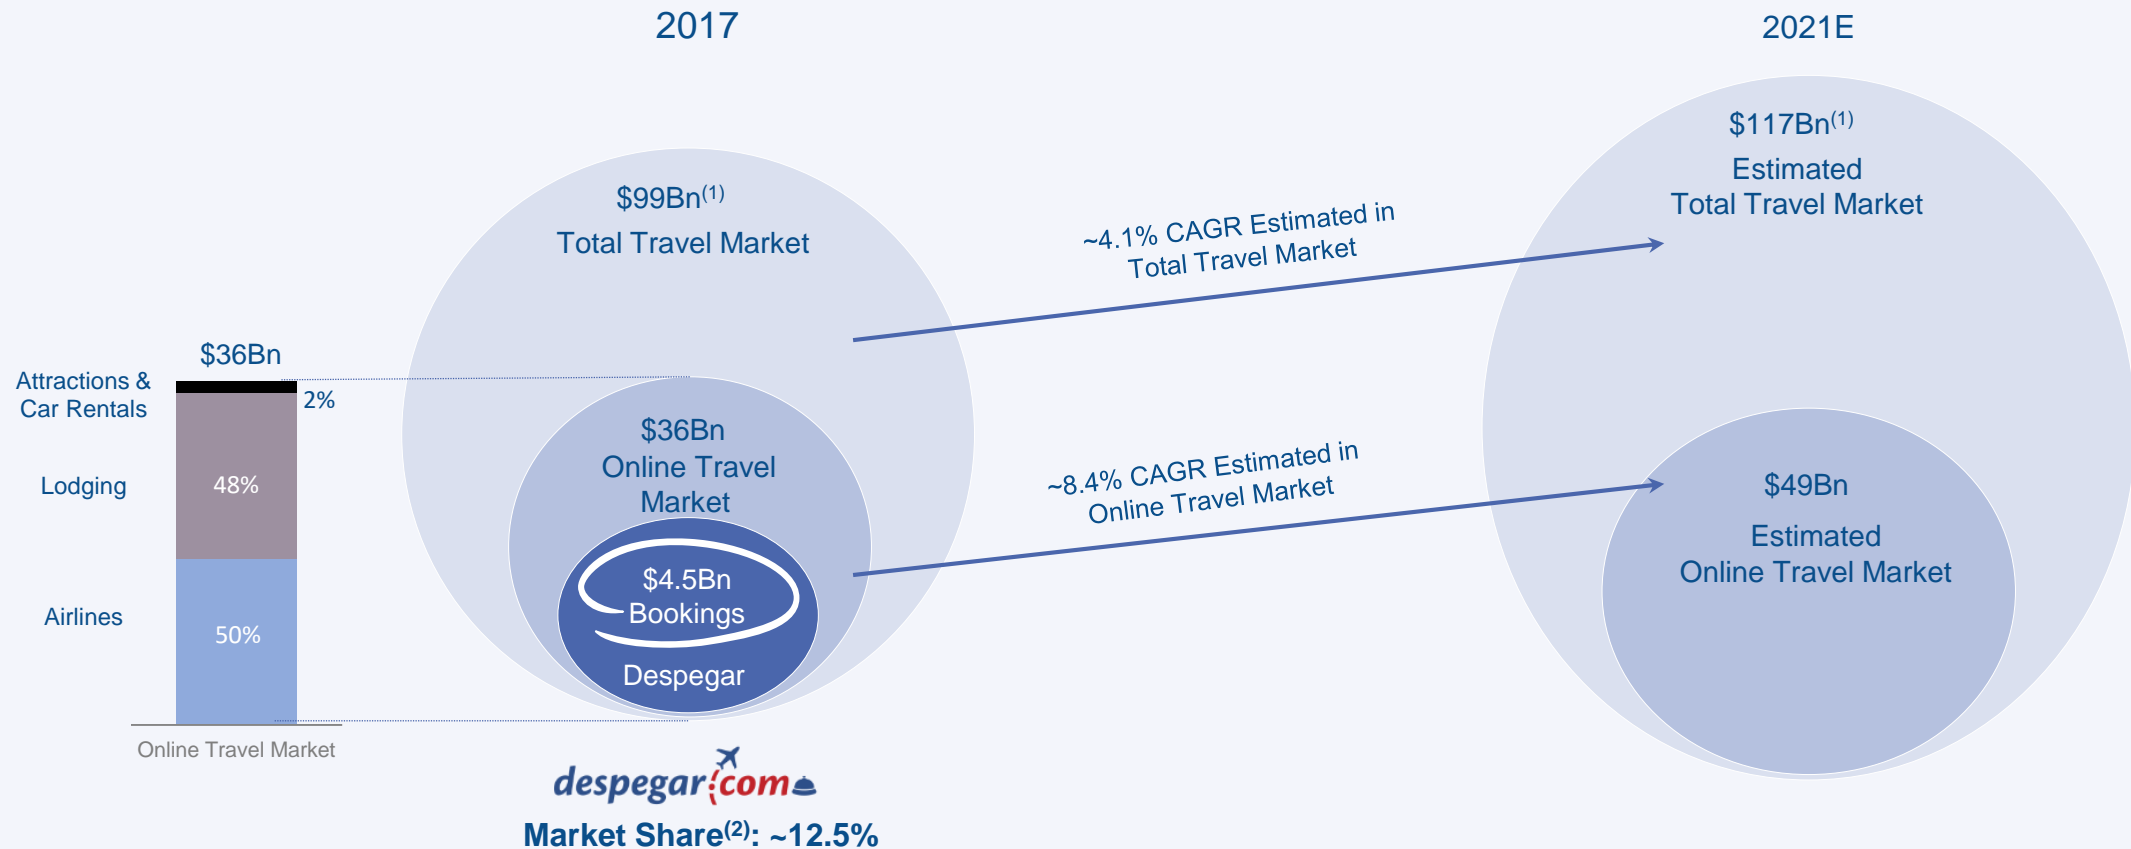 2017
2021E
$99Bn(1)
Total Travel Market
$117Bn(1)
Estimated
Total Travel Market
~4.1% CAGR Estimated in
Total Travel Market
$36Bn
Attractions &
Car Rentals
2%
Lodging
48%
Airlines
50%
Online Travel Market
$36Bn
Online Travel
Market
$4.5Bn
Bookings
Despegar
~8.4% CAGR Estimated in
Online Travel Market
$49Bn
Estimated
Online Travel Market
despegar.com
Market Share(2): ~12.5%